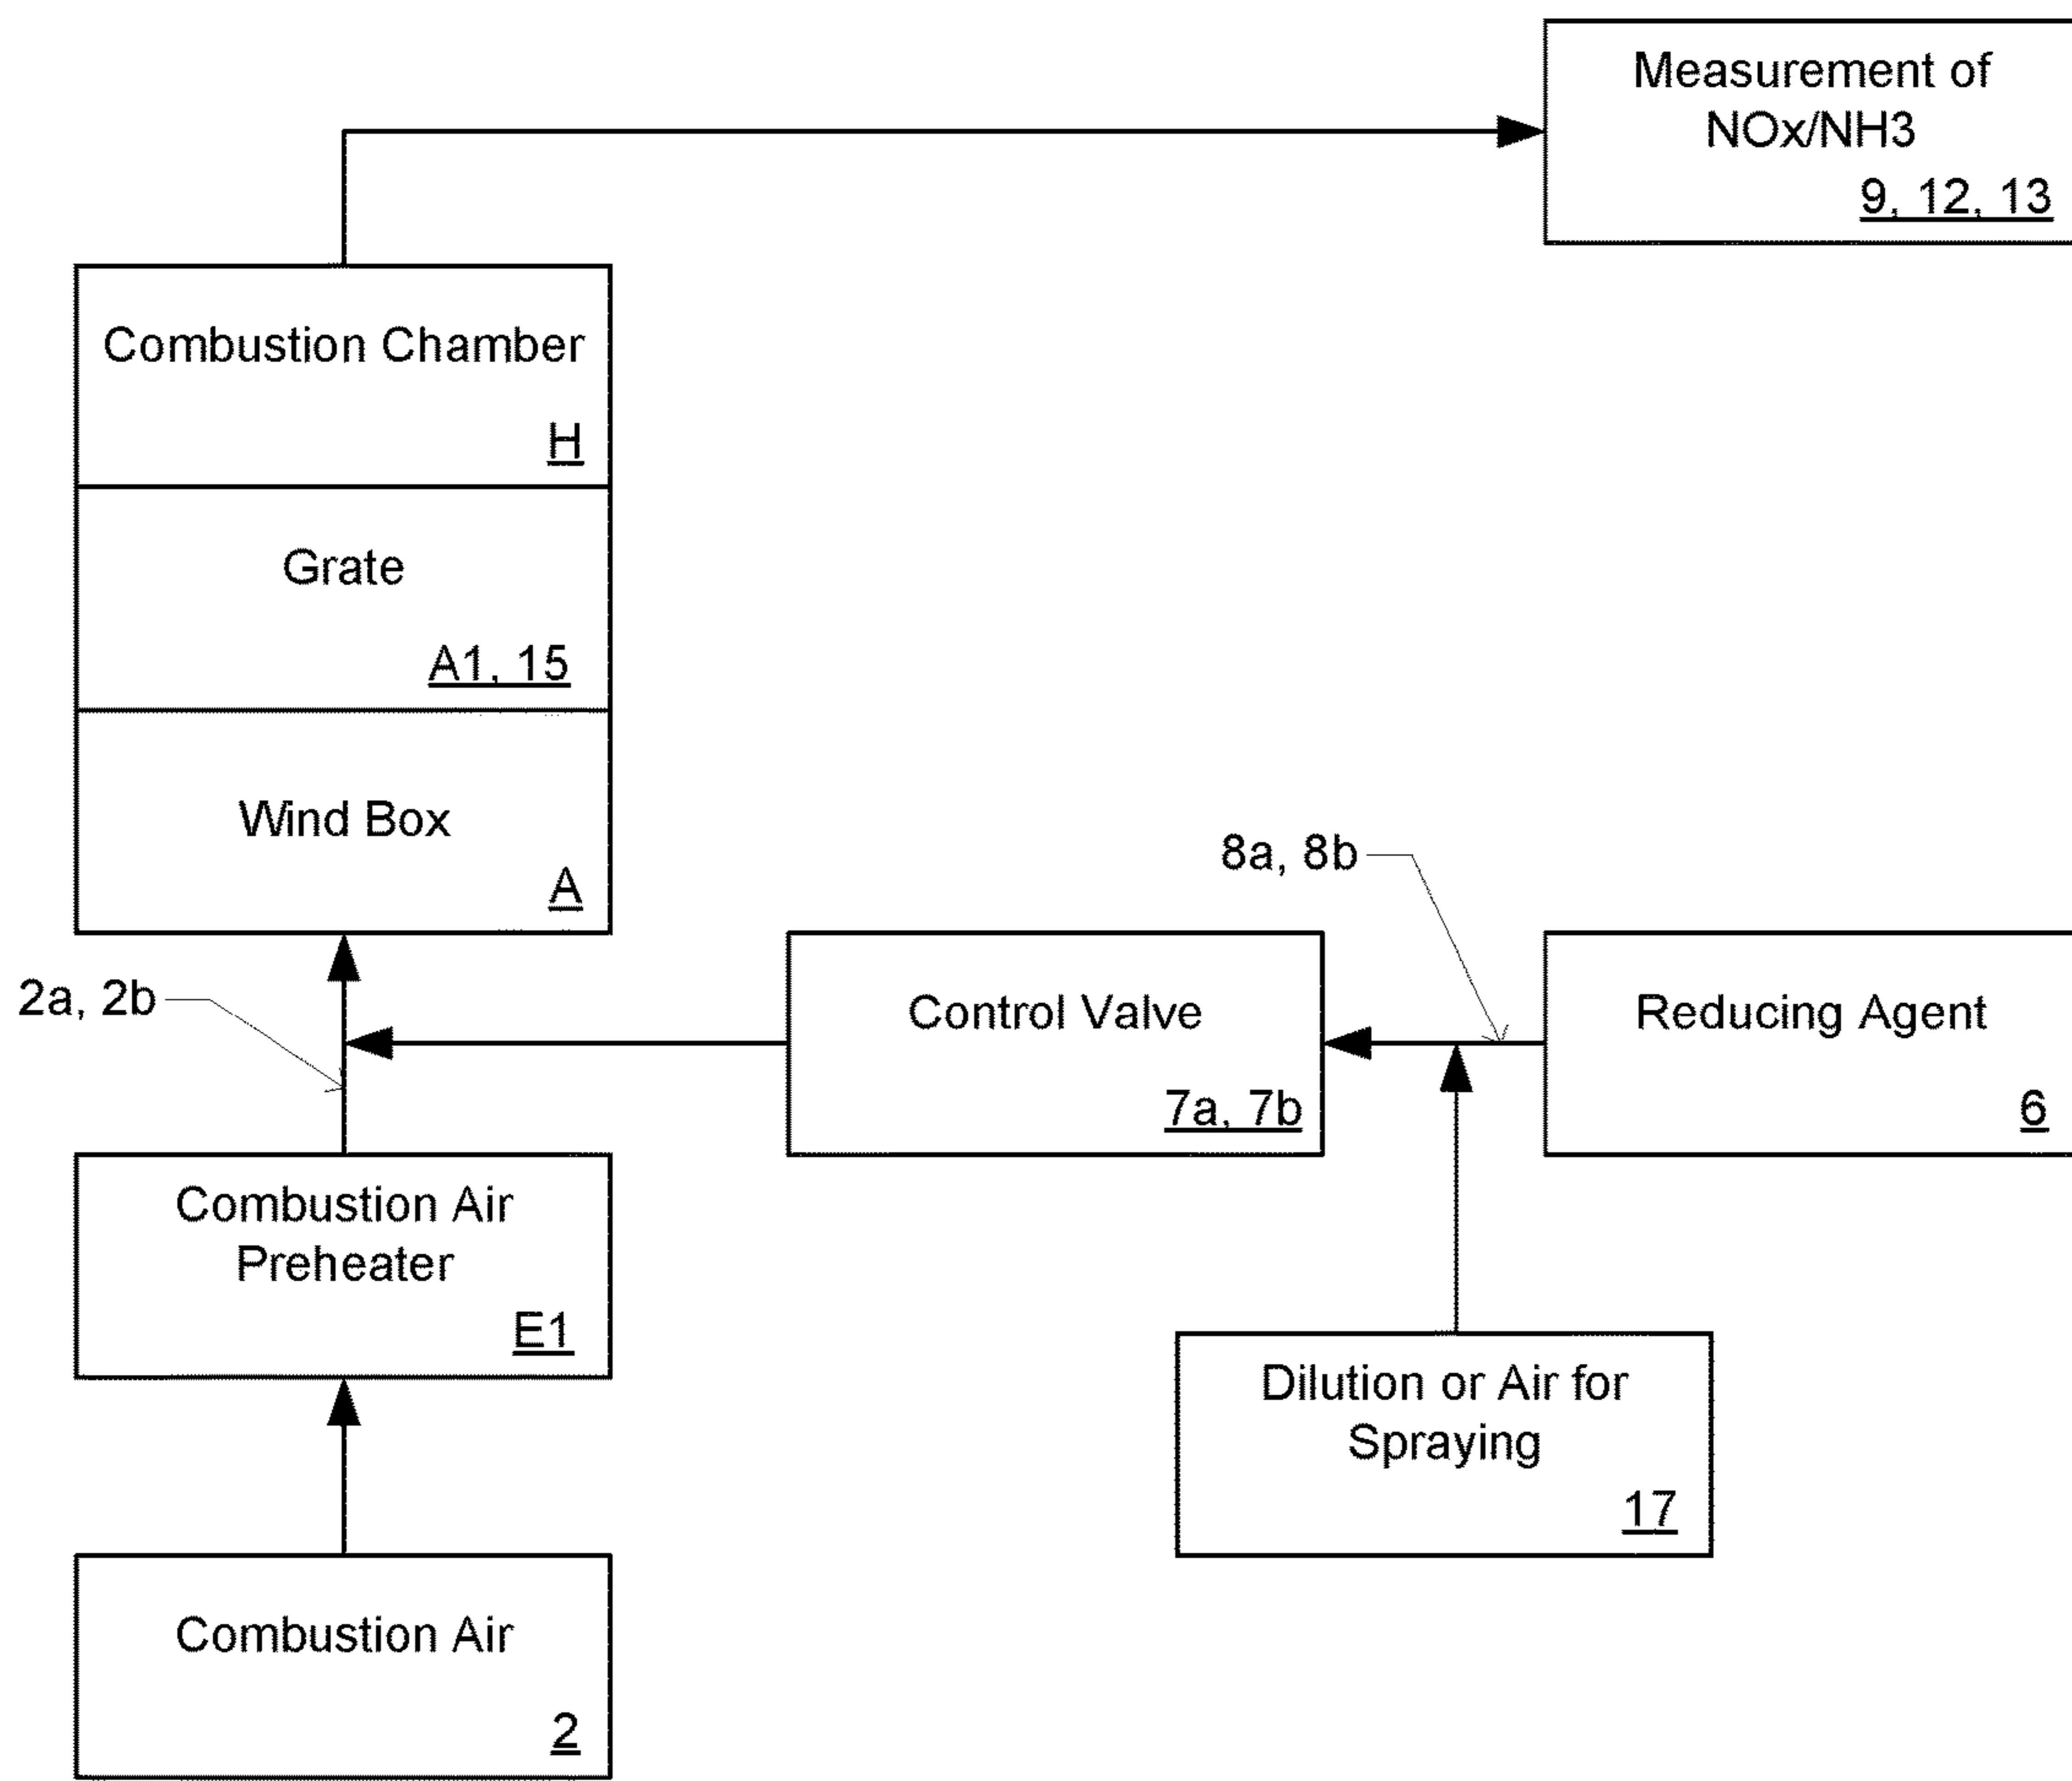 Measurement of
NOx/NH3
9, 12, 13
Combustion Chamber
H
Grate
A1, 15
Wind Box
A
8a, 8b
2a, 2b
Control Valve
7a, 7b
Reducing Agent
6
Combustion Air
Preheater
E1
Dilution or Air for
Spraying
17
Combustion Air
2